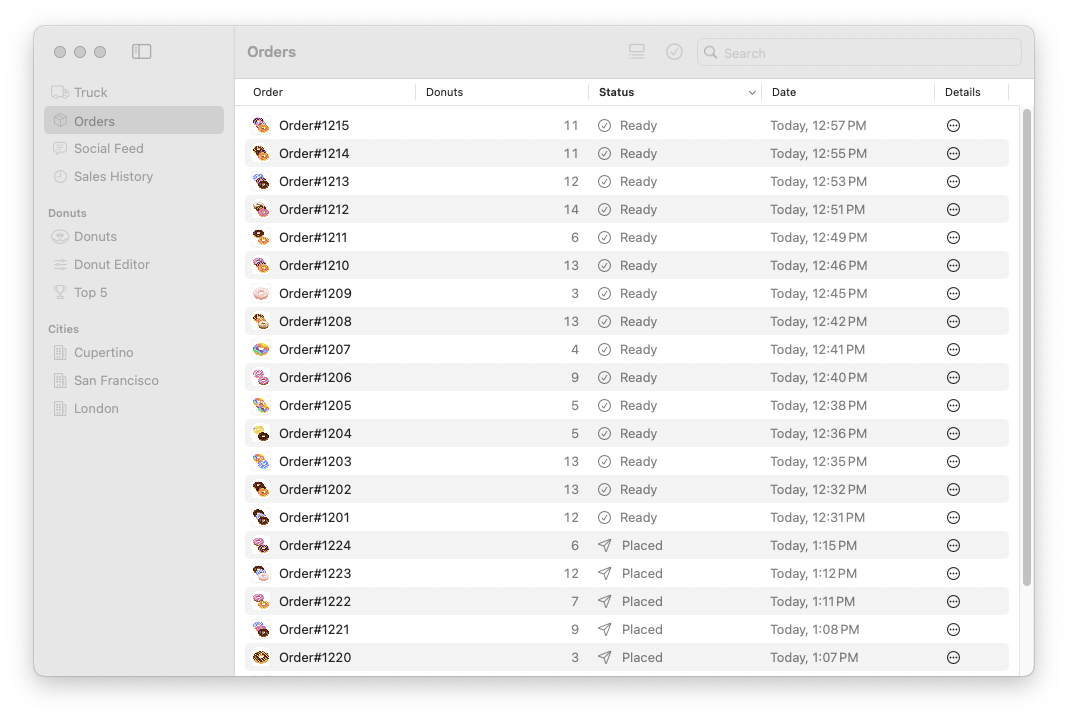 Orders
Search
Truck
Orders
Social Feed
Sales History
Donuts
Donuts
Donut Editor
Top 5
Cities
Cupertino
San Francisco
London
Order Donuts Status Date Details
Order#1215 11 Ready Today, 12:57 PM
Order#1214 11 Ready Today, 12:55 PM
Order#1213 12 Ready Today, 12:53 PM
Order#1212 14 Ready Today, 12:51 PM
Order#1211 6 Ready Today, 12:49 PM
Order#1210 13 Ready Today, 12:46 PM
Order#1209 3 Ready Today, 12:45 PM
Order#1208 13 Ready Today, 12:42 PM
Order#1207 4 Ready Today, 12:41 PM
Order#1206 9 Ready Today, 12:40 PM
Order#1205 5 Ready Today, 12:38 PM
Order#1204 5 Ready Today, 12:36 PM
Order#1203 13 Ready Today, 12:35 PM
Order#1202 13 Ready Today, 12:32 PM
Order#1201 12 Ready Today, 12:31 PM
Order#1224 6 Placed Today, 1:15 PM
Order#1223 12 Placed Today, 1:12 PM
Order#1222 7 Placed Today, 1:11 PM
Order#1221 9 Placed Today, 1:08 PM
Order#1220 3 Placed Today, 1:07 PM